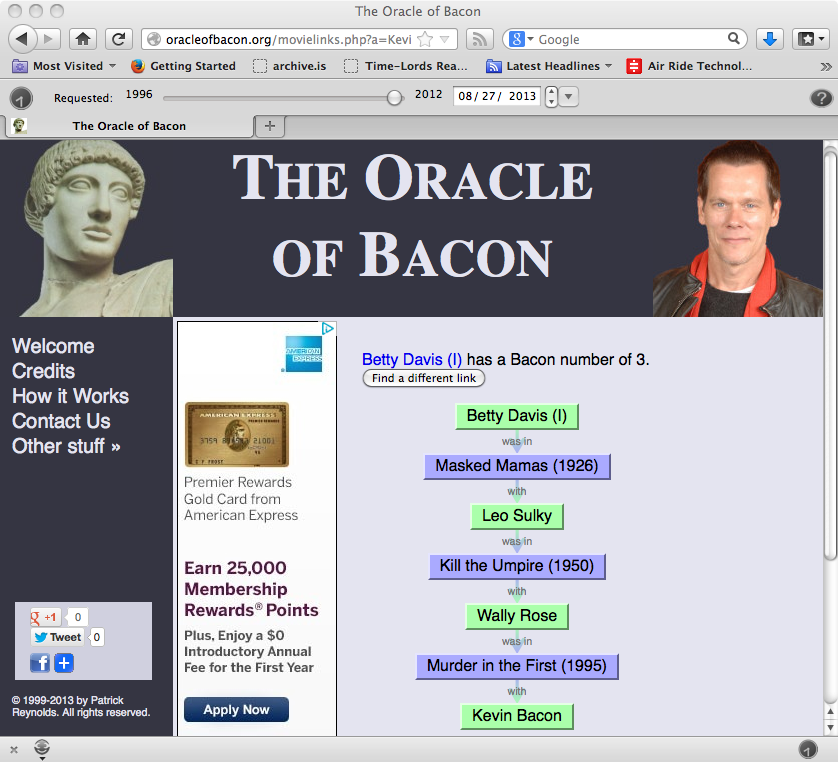 The Oracle of Bacon
oracleofbacon.org/movielinks.php?a=Kevi
Google
Most Visited
Getting Started
archive.is
Time-Lords Rea...
Latest Headlines
Air Ride Technol...
Requested: 1996
2012
08/27/ 2013
The Oracle of Bacon
THE ORACLE
OF BACON
Welcome
Credits
How it Works
Contact Us
Other stuff »
+1 0
Tweet 0
© 1999-2013 by Patrick
Reynolds. All rights reserved.
AMERICAN
EXPRESS
AMERICAN EXPRESS
Premier Rewards
Gold Card from
American Express
Earn 25,000
Membership
Rewards® Points
Plus, Enjoy a $0
Introductory Annual
Fee for the First Year
Apply Now
Betty Davis (I) has a Bacon number of 3.
Find a different link
Betty Davis (I)
was in
Masked Mamas (1926)
with
Leo Sulky
was in
Kill the Umpire (1950)
with
Wally Rose
was in
Murder in the First (1995)
with
Kevin Bacon